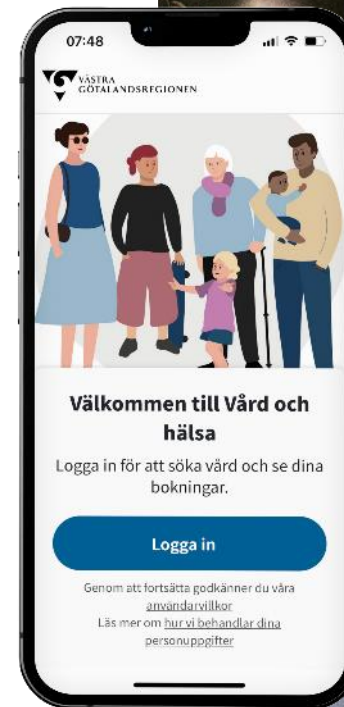 07:48
VÄSTRA
GÖTALANDSREGIONEN
Välkommen till Vård och
hälsa
Logga in för att söka vård och se dina
bokningar.
Logga in
Genom att fortsätta godkänner du våra
användarvillkor
Läs mer om hur vi behandlar dina
personuppgifter